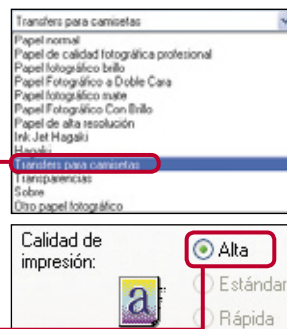 Transfers para camisetas
Papel normal
Papel de calidad fotográfica profesional
Papel fotográfico brillo
Papel Fotográfico a Doble Cara
Papel fotográfico mate
Papel Fotográfico Con Brillo
Papel de alta resolución
Ink Jet Hagaki
Hagaki
Transfers para camisetas
Transparencias
Sobre
Otro papel fotográfico
Calidad de
impresión:
Alta
Estándar
Rápida
a